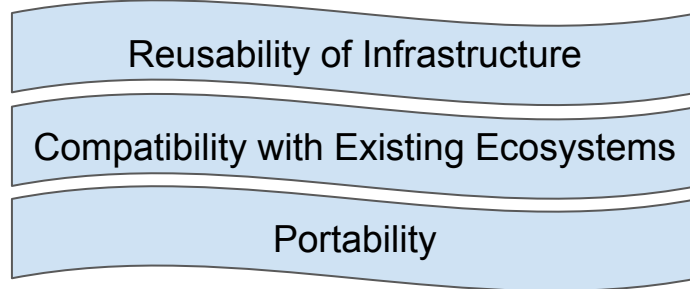 Reusability of Infrastructure
Compatibility with Existing Ecosystems
Portability